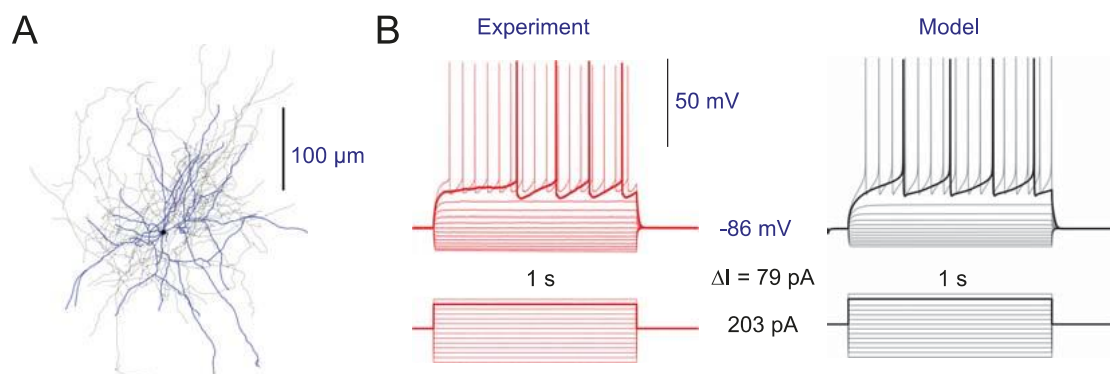 A
100 µm
B
Experiment
Model
50 mV
-86 mV
1 s
ΔI = 79 pA
1 s
203 pA